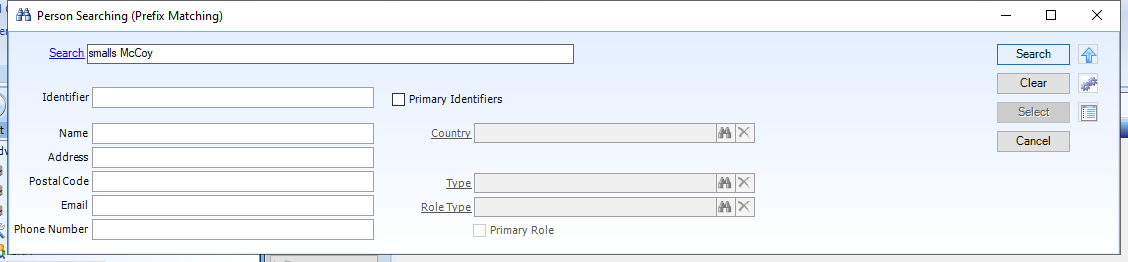 Person Searching (Prefix Matching)
Search smalls McCoy Search
Clear
Identifier Primary Identifiers
Select
Name Country
Cancel
Address
Postal Code Type
Email Role Type
Phone Number Primary Role